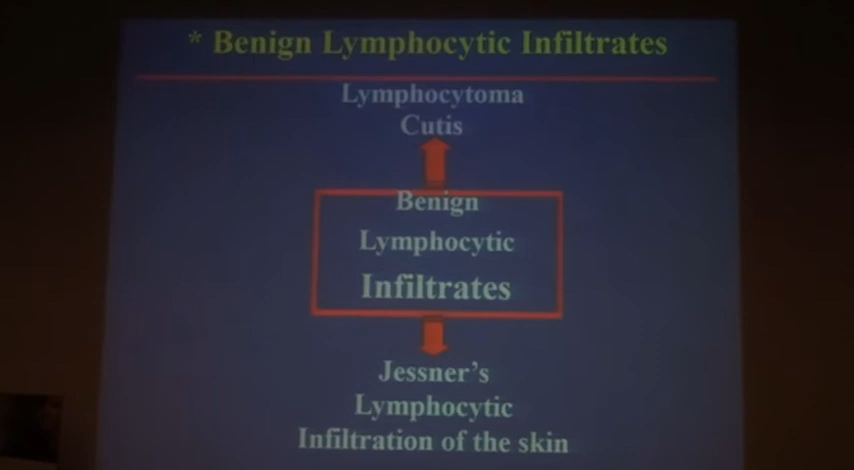 * Benign Lymphocytic Infiltrates
Lymphocytoma
Cutis
Benign
Lymphocytic
Infiltrates
Jessner's
Lymphocytic
Infiltration of the skin